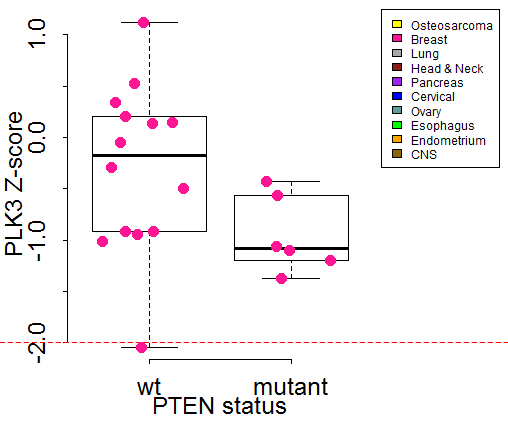 1.0
0.0
-1.0
-2.0
PLK3 Z-score
wt
mutant
PTEN status
Osteosarcoma
Breast
Lung
Head & Neck
Pancreas
Cervical
Ovary
Esophagus
Endometrium
CNS